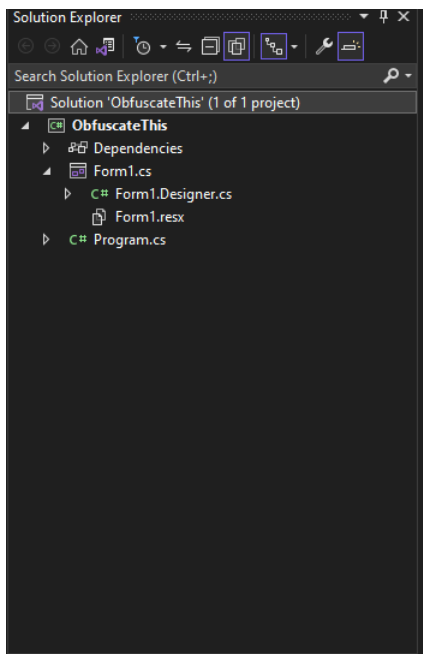 Solution Explorer
Search Solution Explorer (Ctrl+;)
Solution 'ObfuscateThis' (1 of 1 project)
C# ObfuscateThis
Dependencies
Form1.cs
C# Form1.Designer.cs
Form1.resx
C# Program.cs